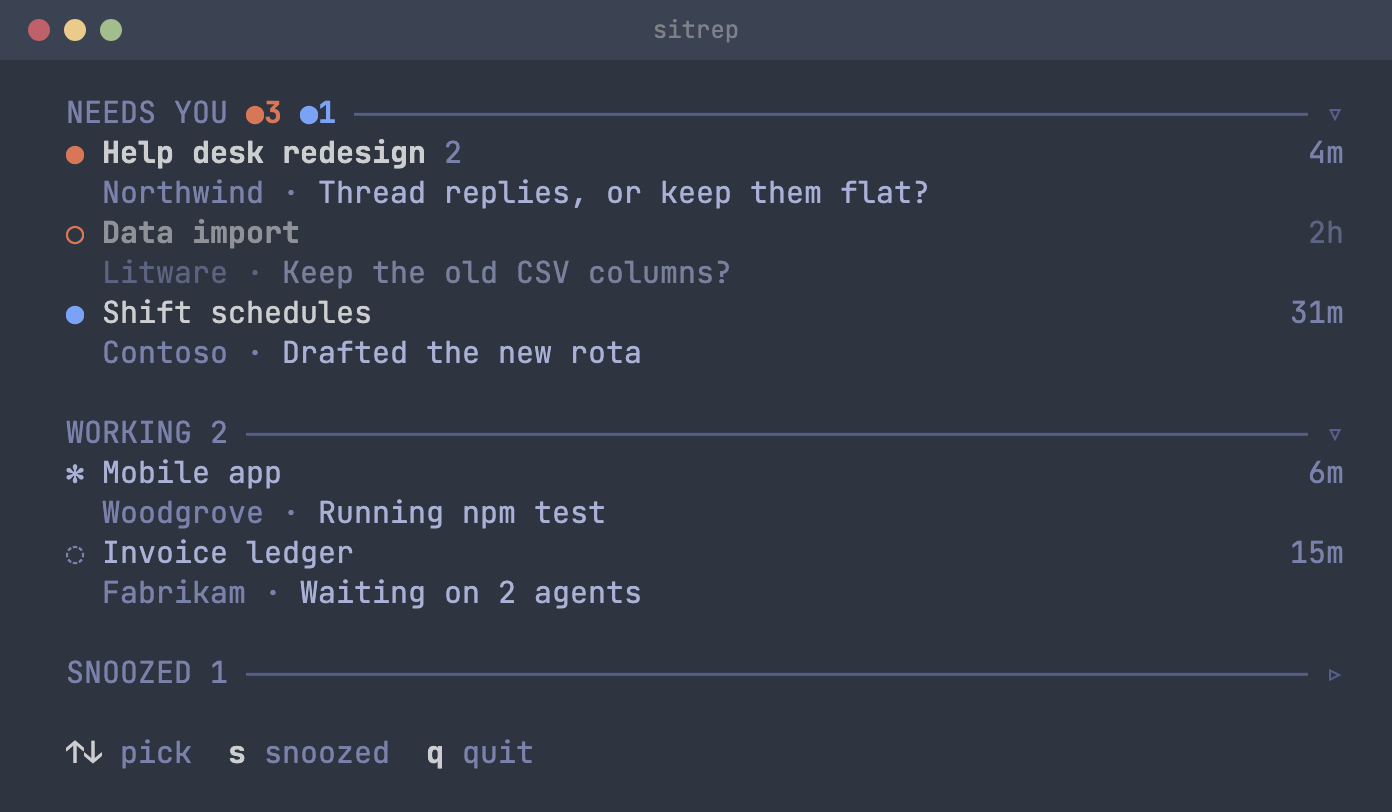 sitrep
NEEDS YOU ●3 ●1
● Help desk redesign 2 4m
Northwind · Thread replies, or keep them flat?
○ Data import 2h
Litware · Keep the old CSV columns?
● Shift schedules 31m
Contoso · Drafted the new rota
WORKING 2
✻ Mobile app 6m
Woodgrove · Running npm test
◌ Invoice ledger 15m
Fabrikam · Waiting on 2 agents
SNOOZED 1
↑↓ pick s snoozed q quit